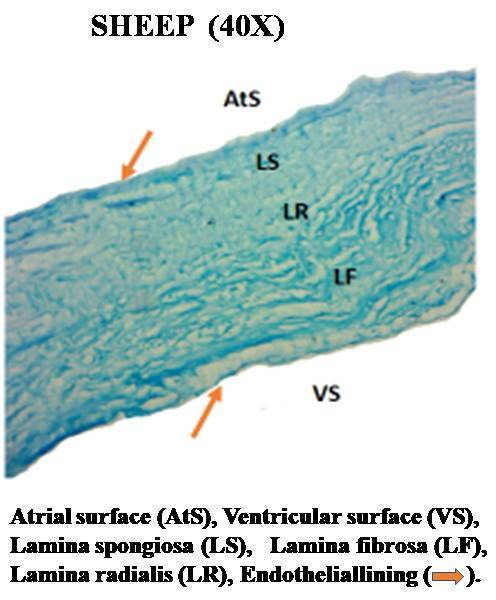 SHEEP (40X)
AtS
LS
LR
LF
VS
Atrial surface (AtS), Ventricular surface (VS),
Lamina spongiosa (LS), Lamina fibrosa (LF),
Lamina radialis (LR), Endotheliallining ( ).